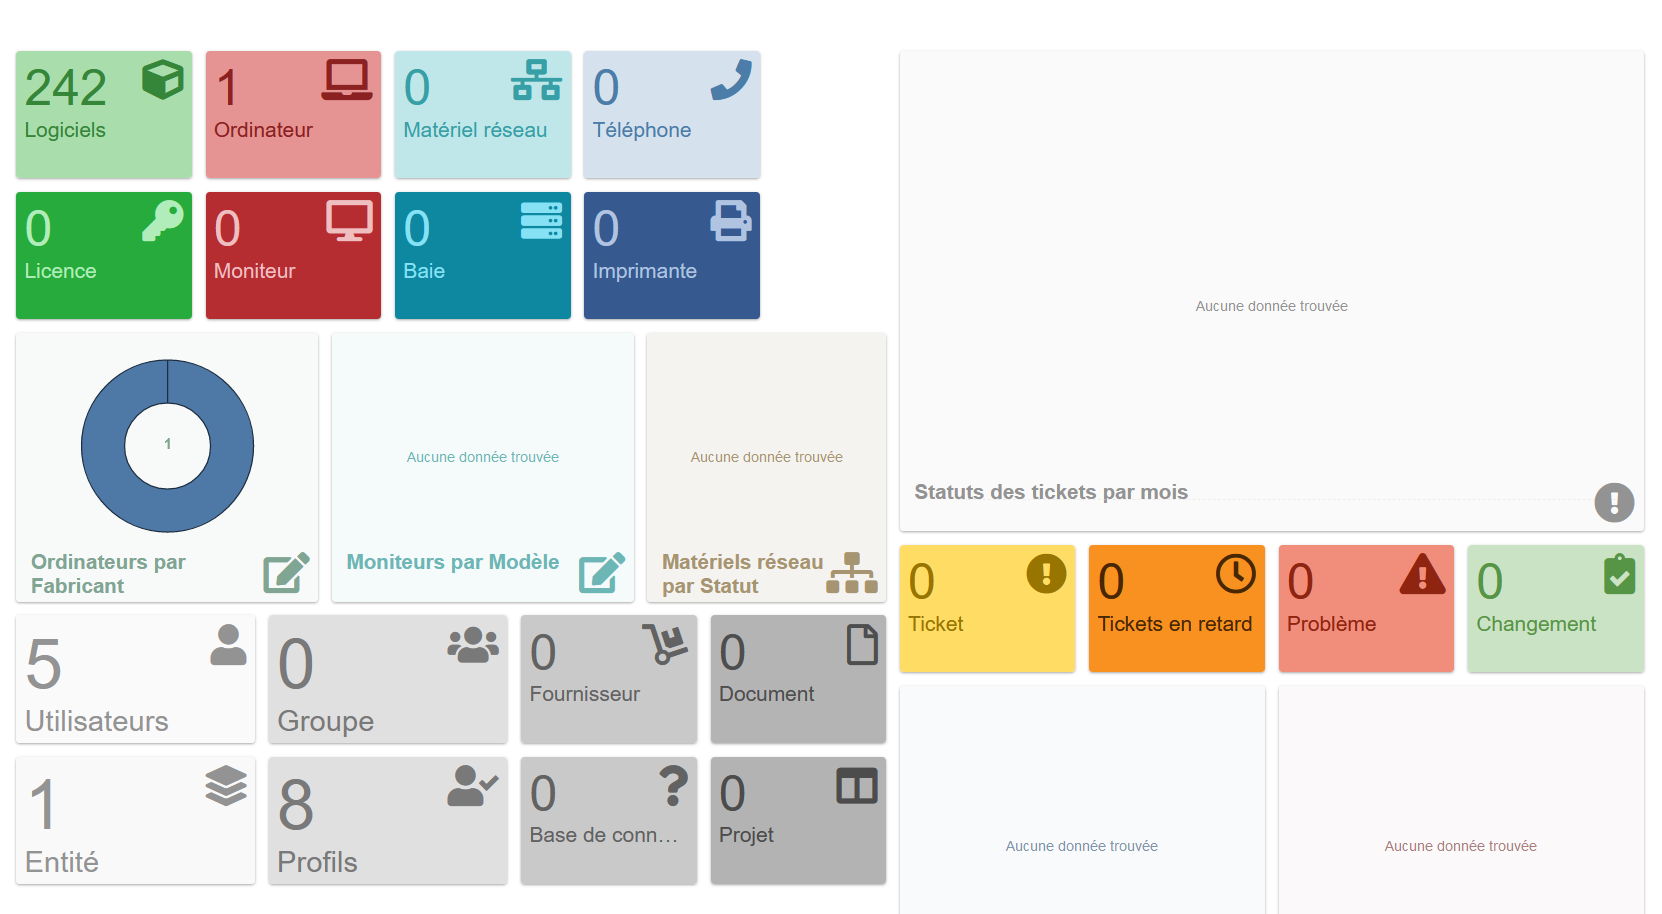 242
Logiciels
1
Ordinateur
0
Matériel réseau
0
Téléphone
0
Licence
0
Moniteur
0
Baie
0
Imprimante
1
Ordinateurs par
Fabricant
Aucune donnée trouvée
Moniteurs par Modèle
Aucune donnée trouvée
Matériels réseau
par Statut
5
Utilisateurs
0
Groupe
0
Fournisseur
0
Document
1
Entité
8
Profils
0
Base de conn…
0
Projet
Aucune donnée trouvée
Statuts des tickets par mois
0
Ticket
0
Tickets en retard
0
Problème
0
Changement
Aucune donnée trouvée
Aucune donnée trouvée